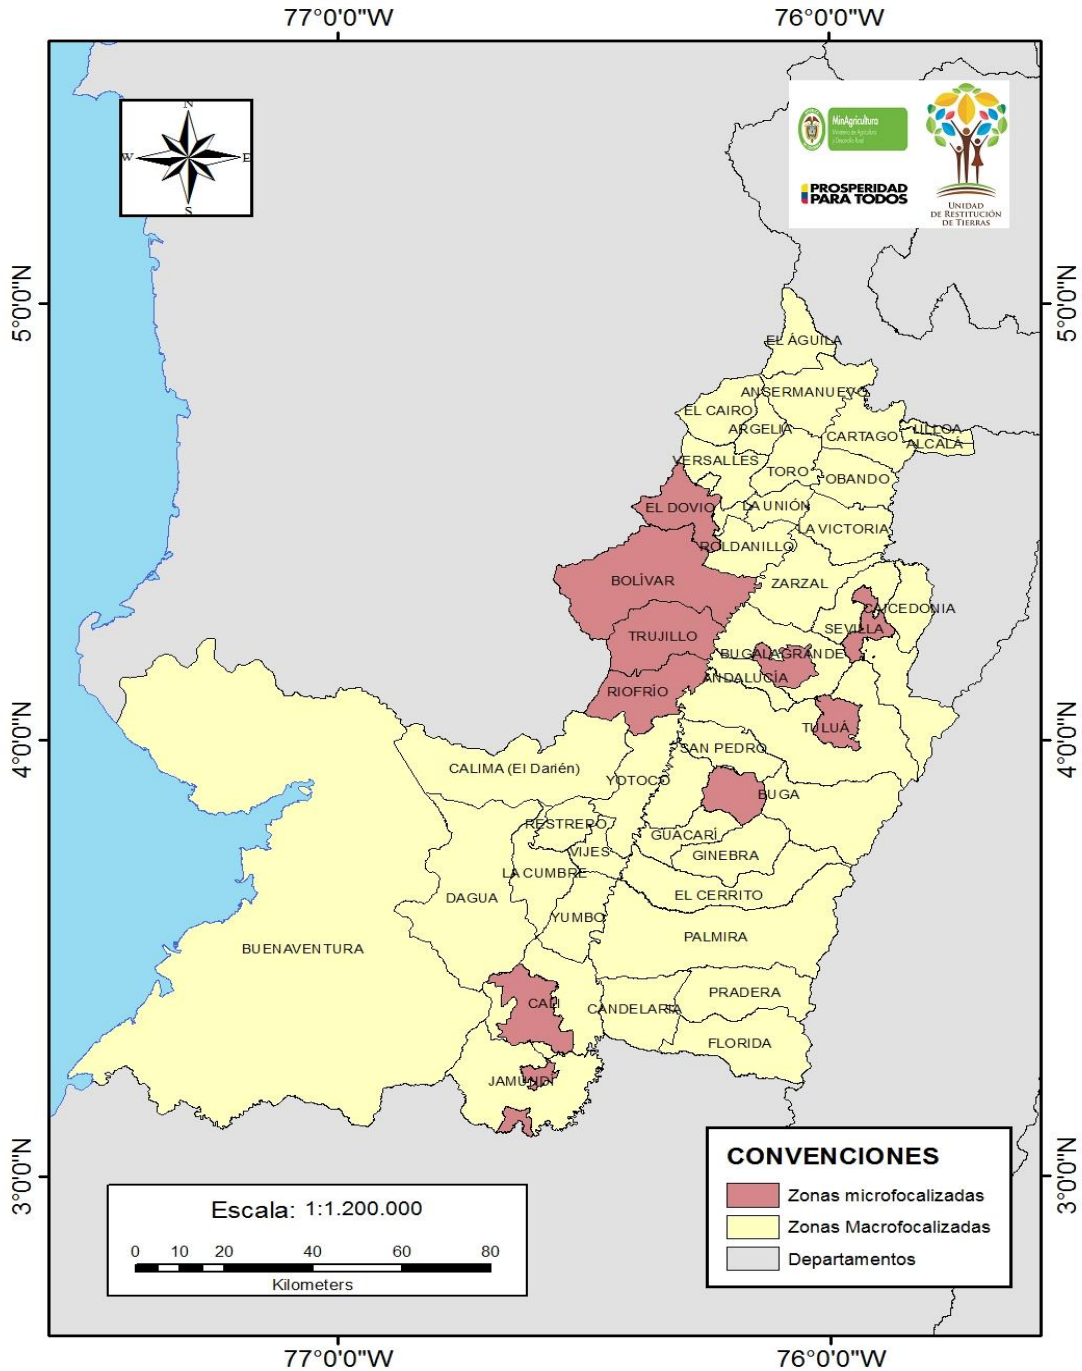 77°0'0"W 76°0'0"W
N
W E
S
MinAgricultura
Ministerio de Agricultura
y Desarrollo Rural
PROSPERIDAD
PARA TODOS
UNIDAD
DE RESTITUCIÓN
DE TIERRAS
5°0'0"N 5°0'0"N
EL ÁGUILA
ANSERMANUEVO
EL CAIRO
ARGELIA
CARTAGO
ULLOA
ALCALÁ
VERSALLES
TORO
OBANDO
EL DOVIO
LA UNIÓN
LA VICTORIA
ROLDANILLO
BOLÍVAR
ZARZAL
CAICEDONIA
SEVILLA
TRUJILLO
BUGALAGRANDE
ANDALUCÍA
RIOFRÍO
TULUÁ
4°0'0"N 4°0'0"N
SAN PEDRO
CALIMA (El Darién)
YOTOCO
BUGA
RESTREPO
GUACARÍ
VIJES
GINEBRA
LA CUMBRE
DAGUA
EL CERRITO
YUMBO
PALMIRA
BUENAVENTURA
PRADERA
CALI
CANDELARIA
FLORIDA
JAMUNDÍ
3°0'0"N 3°0'0"N
CONVENCIONES
Zonas microfocalizadas
Zonas Macrofocalizadas
Departamentos
Escala: 1:1.200.000
0 10 20 40 60 80
Kilometers
77°0'0"W 76°0'0"W